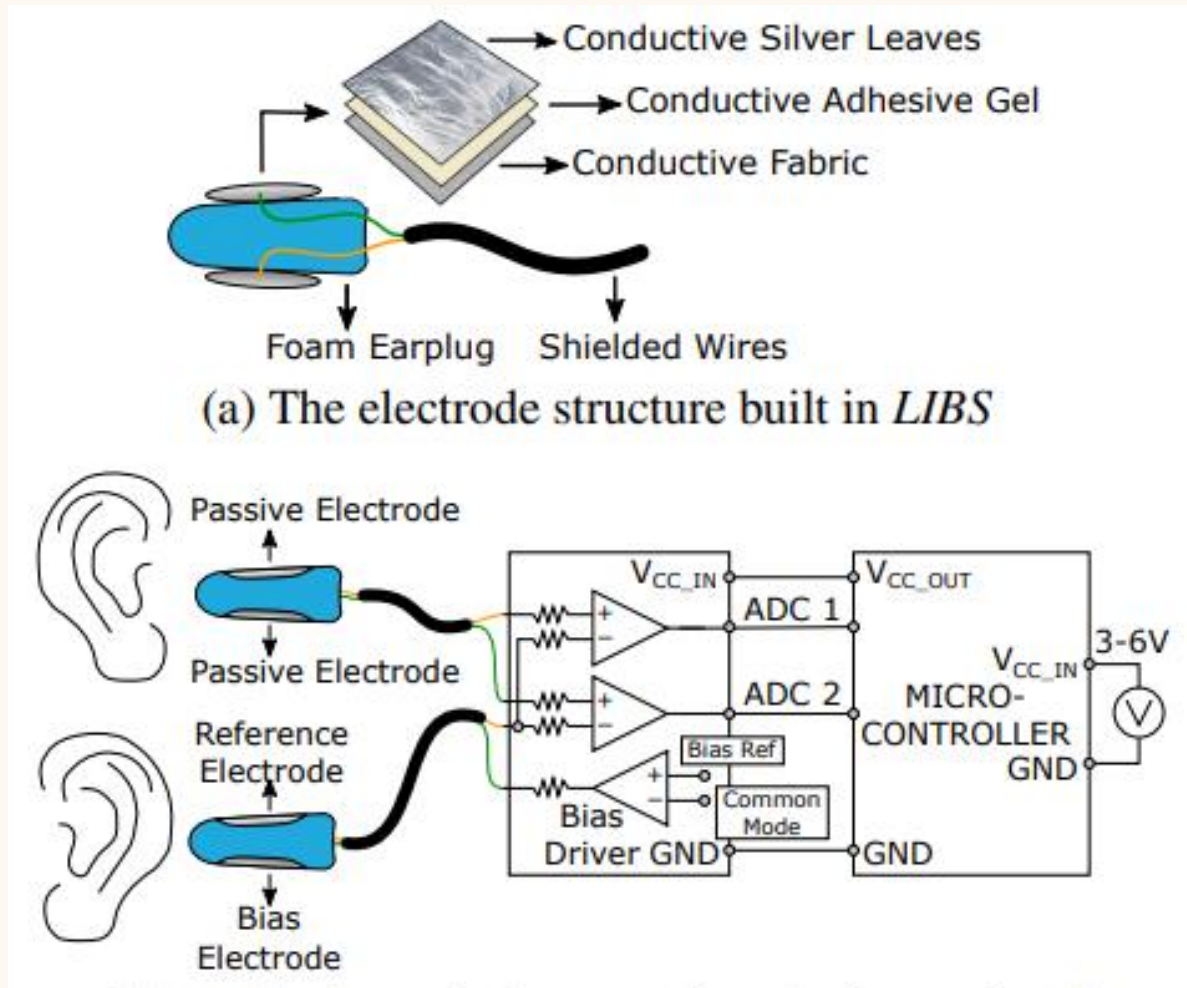 Conductive Silver Leaves
Conductive Adhesive Gel
Conductive Fabric
Foam Earplug
Shielded Wires
(a) The electrode structure built in LIBS
Passive Electrode
Passive Electrode
Reference
Electrode
Bias
Electrode
VCC_IN
+
−
ADC 1
+
−
ADC 2
Bias Ref
+
−
Common
Mode
Bias
Driver GND
VCC_OUT
VCC_IN
MICRO-
CONTROLLER
GND
GND
3-6V
V